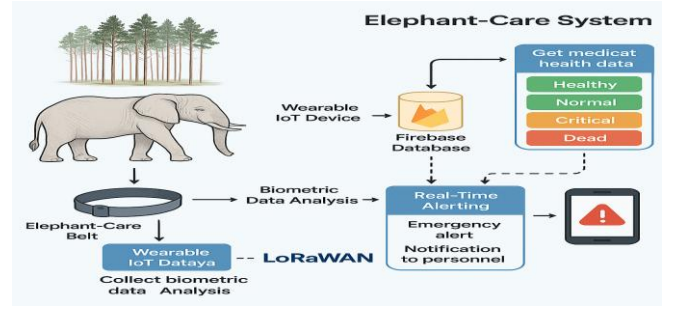 Elephant-Care System
Get medicat
health data
Healthy
Normal
Critical
Dead
Wearable
IoT Device
Firebase
Database
Biometric
Data Analysis
Real-Time
Alerting
Emergency
alert
Notification
to personnel
Elephant-Care
Belt
Wearable
IoT Dataya
LoRaWAN
Collect biometric
data Analysis